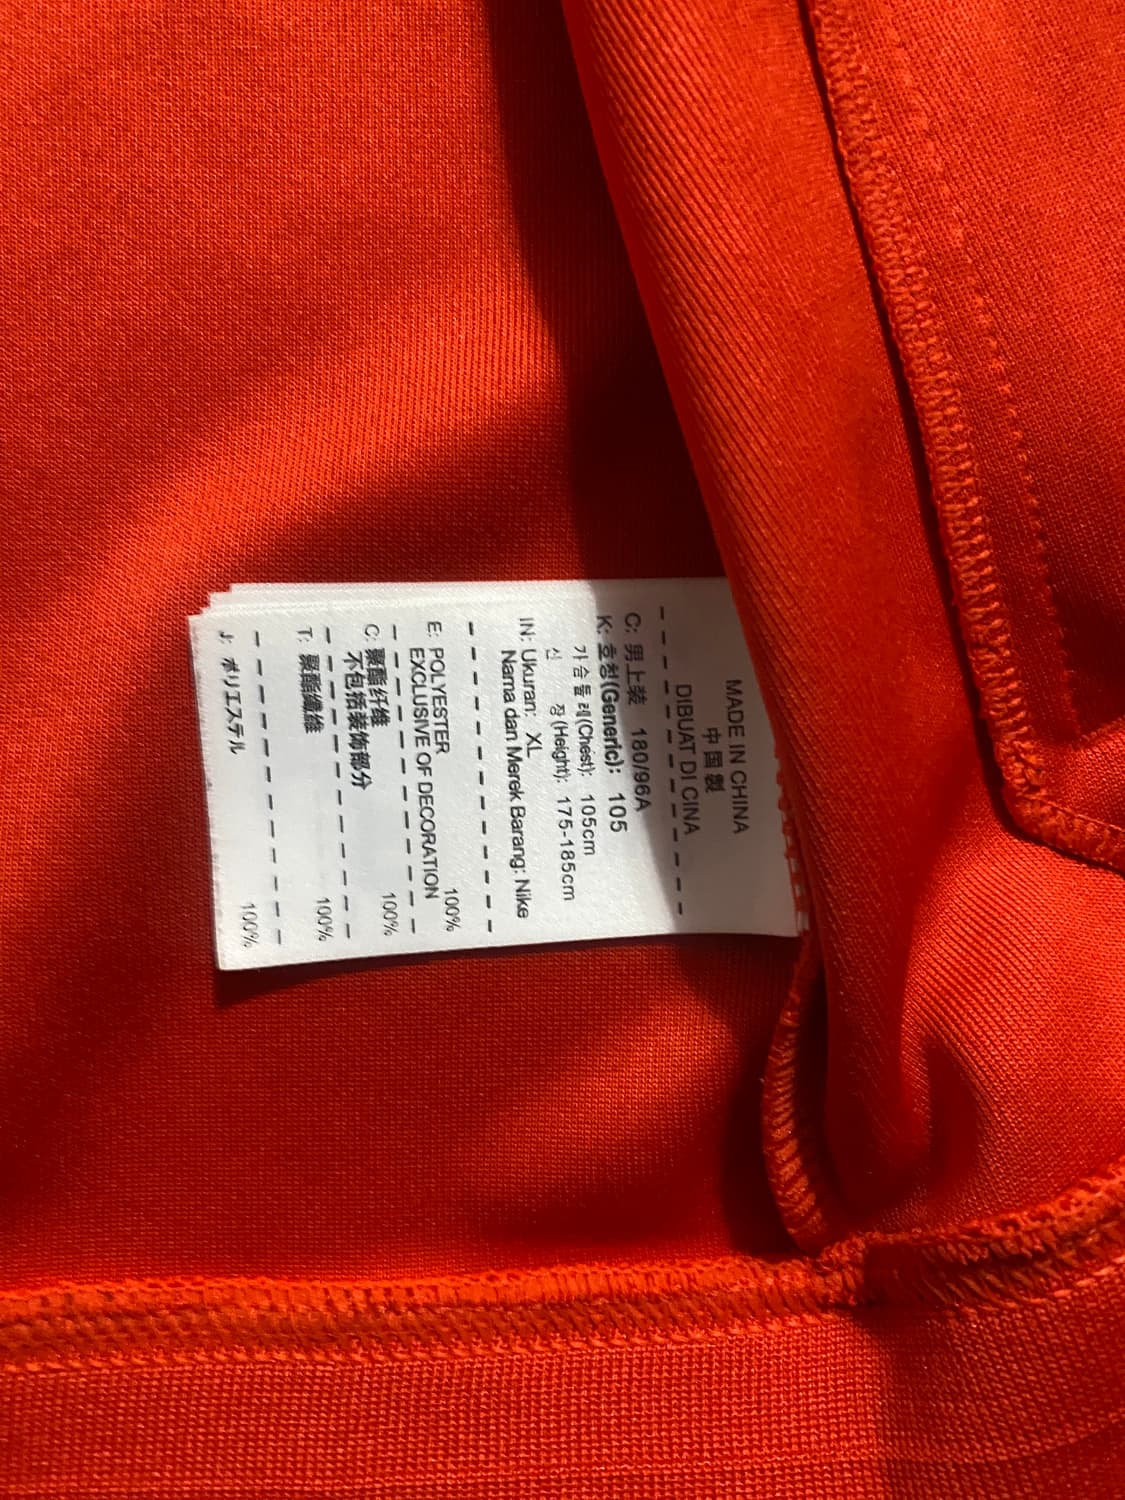 MADE IN CHINA
中国製
DIBUAT DI CINA
C: 男上装 180/96A
K: 호칭(Generic): 105
가슴둘레(Chest): 105cm
신 장(Height): 175-185cm
IN: Ukuran: XL
Nama dan Merek Barang: Nike
E: POLYESTER 100%
EXCLUSIVE OF DECORATION
C: 聚酯纤维 100%
不包括装饰部分
T: 聚酯纖維 100%
J: ポリエステル 100%